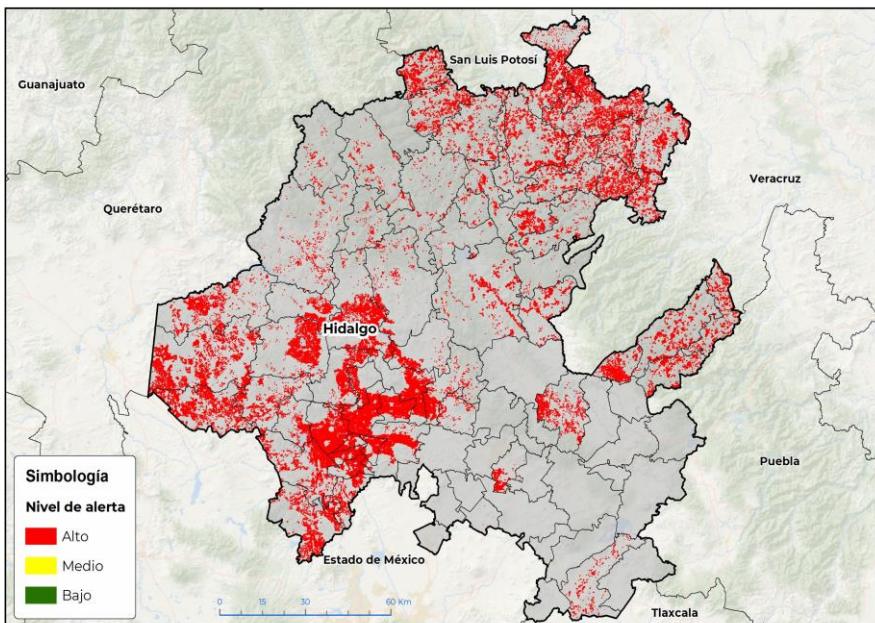 San Luis Potosí
Guanajuato
Veracruz
Querétaro
Hidalgo
Puebla
Simbología
Nivel de alerta
Alto
Medio
Bajo
Estado de México
0 15 30 60 Km
Tlaxcala